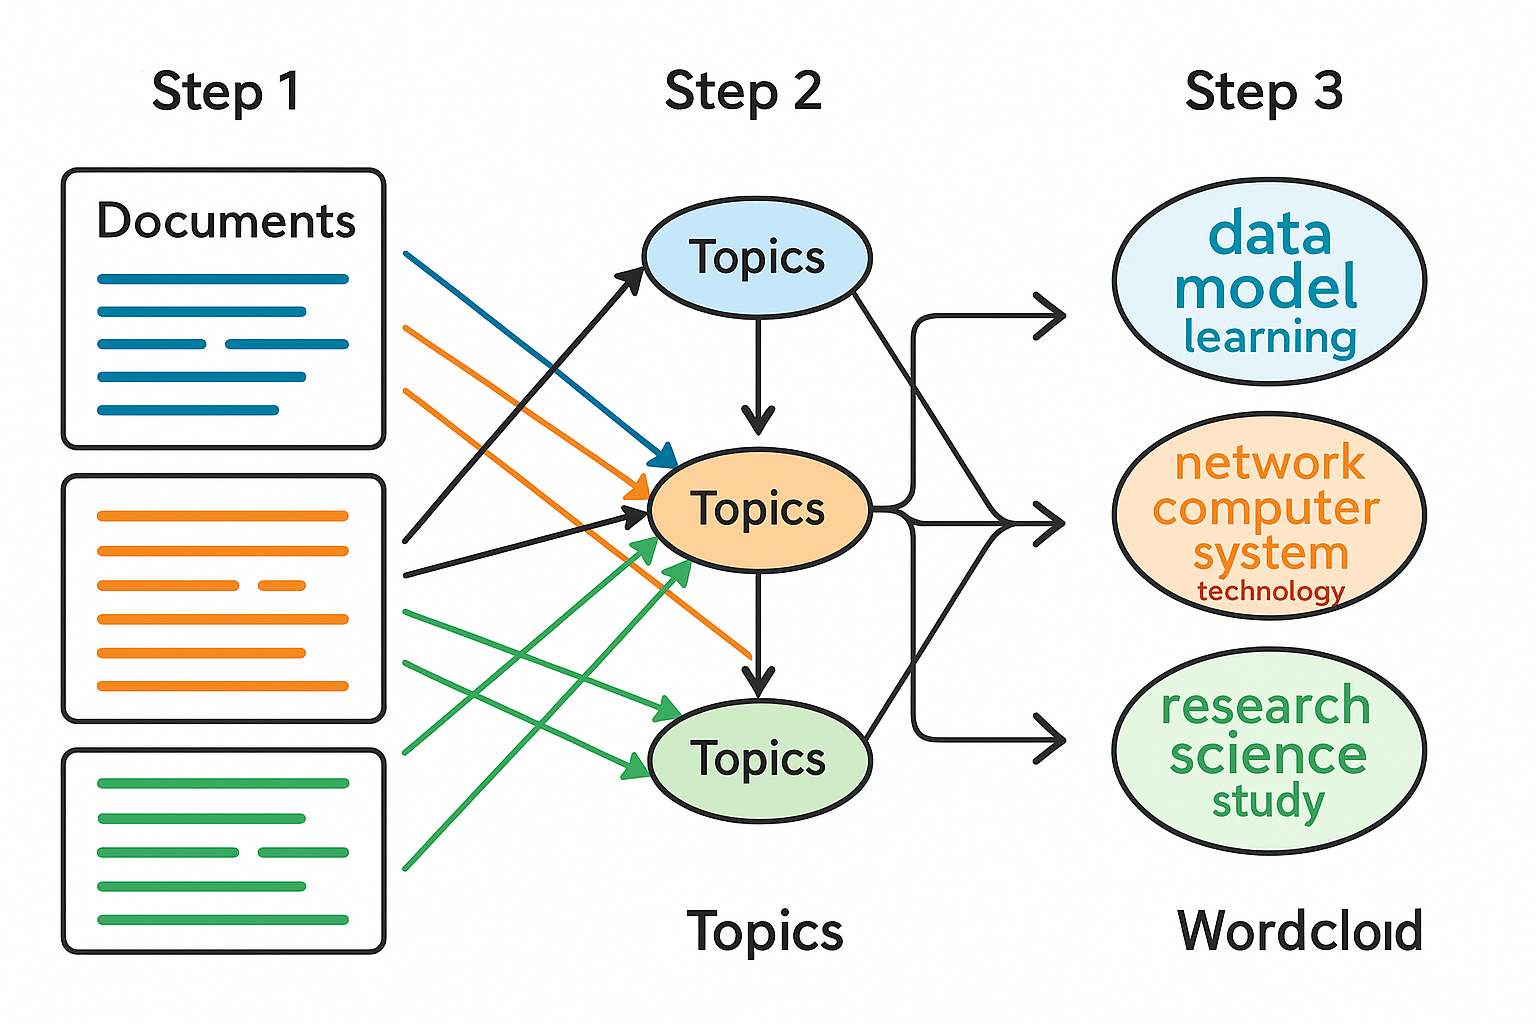 Step 1
Step 2
Step 3
Documents
Topics
Topics
Topics
data
model
learning
network
computer
system
technology
research
science
study
Topics
Wordcloıd